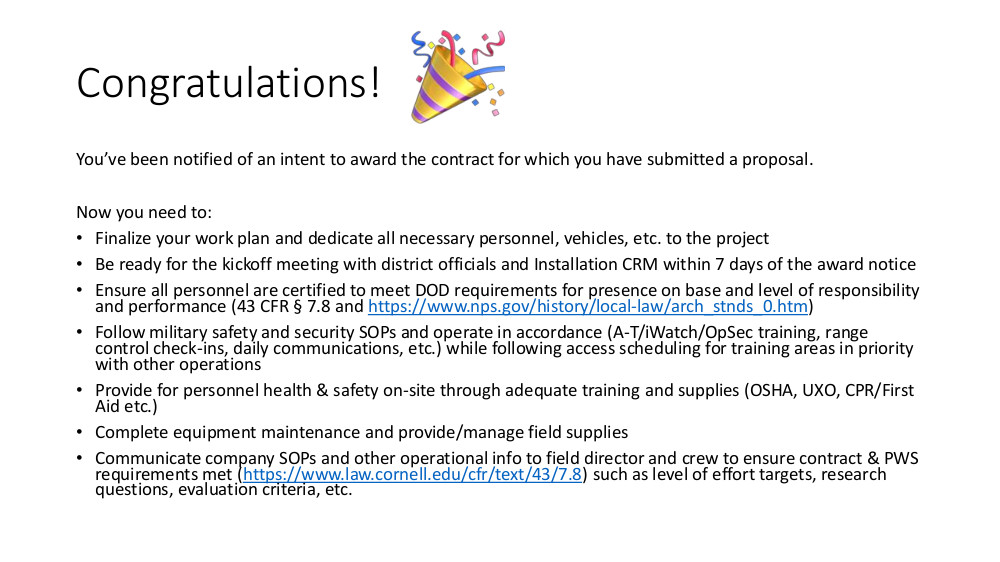 Congratulations!
You’ve been notified of an intent to award the contract for which you have submitted a proposal.
Now you need to:
• Finalize your work plan and dedicate all necessary personnel, vehicles, etc. to the project
• Be ready for the kickoff meeting with district officials and Installation CRM within 7 days of the award notice
• Ensure all personnel are certified to meet DOD requirements for presence on base and level of responsibility
and performance (43 CFR § 7.8 and https://www.nps.gov/history/local-law/arch_stnds_0.htm)
• Follow military safety and security SOPs and operate in accordance (A-T/iWatch/OpSec training, range
control check-ins, daily communications, etc.) while following access scheduling for training areas in priority
with other operations
• Provide for personnel health & safety on-site through adequate training and supplies (OSHA, UXO, CPR/First
Aid etc.)
• Complete equipment maintenance and provide/manage field supplies
• Communicate company SOPs and other operational info to field director and crew to ensure contract & PWS
requirements met (https://www.law.cornell.edu/cfr/text/43/7.8) such as level of effort targets, research
questions, evaluation criteria, etc.